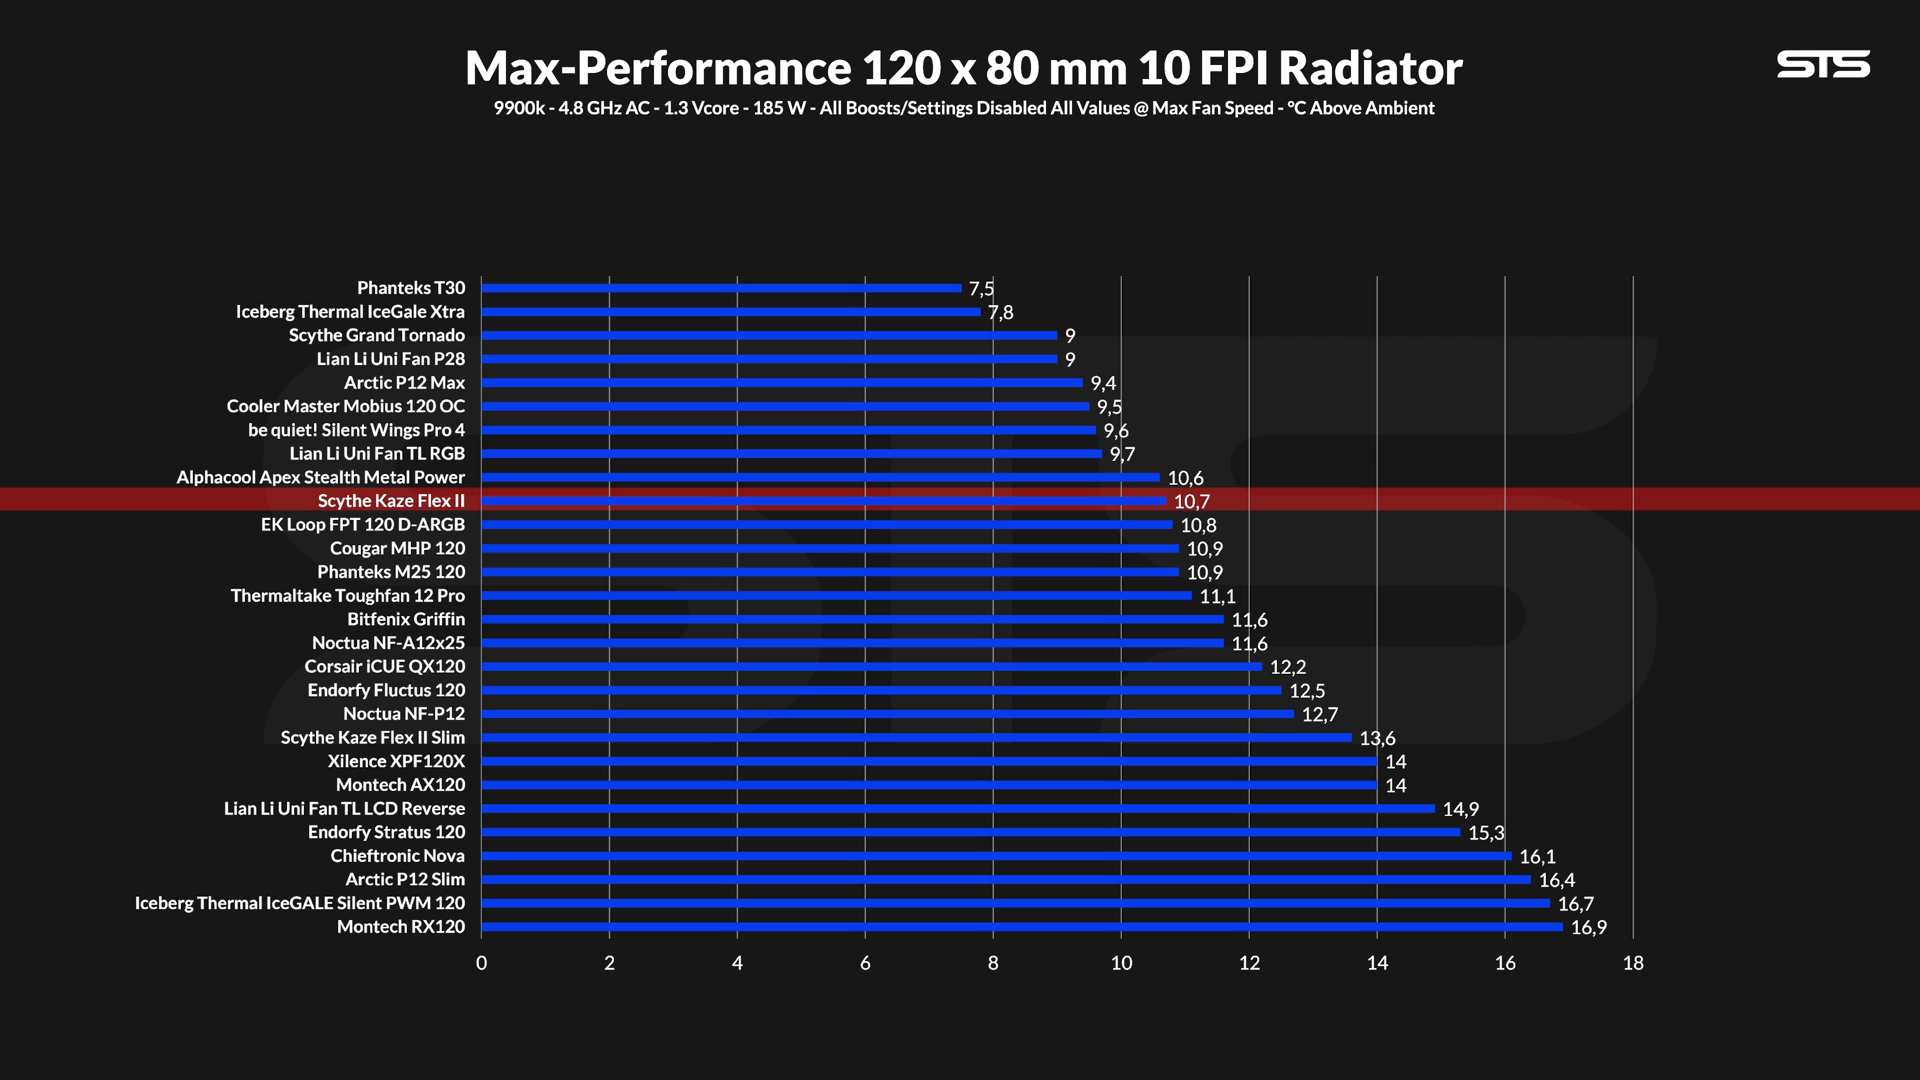 Max-Performance 120 x 80 mm 10 FPI Radiator
STS
9900k - 4.8 GHz AC - 1.3 Vcore - 185 W - All Boosts/Settings Disabled All Values @ Max Fan Speed - °C Above Ambient
Phanteks T30 7,5
Iceberg Thermal IceGale Xtra 7,8
Scythe Grand Tornado 9
Lian Li Uni Fan P28 9
Arctic P12 Max 9,4
Cooler Master Mobius 120 OC 9,5
be quiet! Silent Wings Pro 4 9,6
Lian Li Uni Fan TL RGB 9,7
Alphacool Apex Stealth Metal Power 10,6
Scythe Kaze Flex II 10,7
EK Loop FPT 120 D-ARGB 10,8
Cougar MHP 120 10,9
Phanteks M25 120 10,9
Thermaltake Toughfan 12 Pro 11,1
Bitfenix Griffin 11,6
Noctua NF-A12x25 11,6
Corsair iCUE QX120 12,2
Endorfy Fluctus 120 12,5
Noctua NF-P12 12,7
Scythe Kaze Flex II Slim 13,6
Xilence XPF120X 14
Montech AX120 14
Lian Li Uni Fan TL LCD Reverse 14,9
Endorfy Stratus 120 15,3
Chieftronic Nova 16,1
Arctic P12 Slim 16,4
Iceberg Thermal IceGALE Silent PWM 120 16,7
Montech RX120 16,9
0 2 4 6 8 10 12 14 16 18